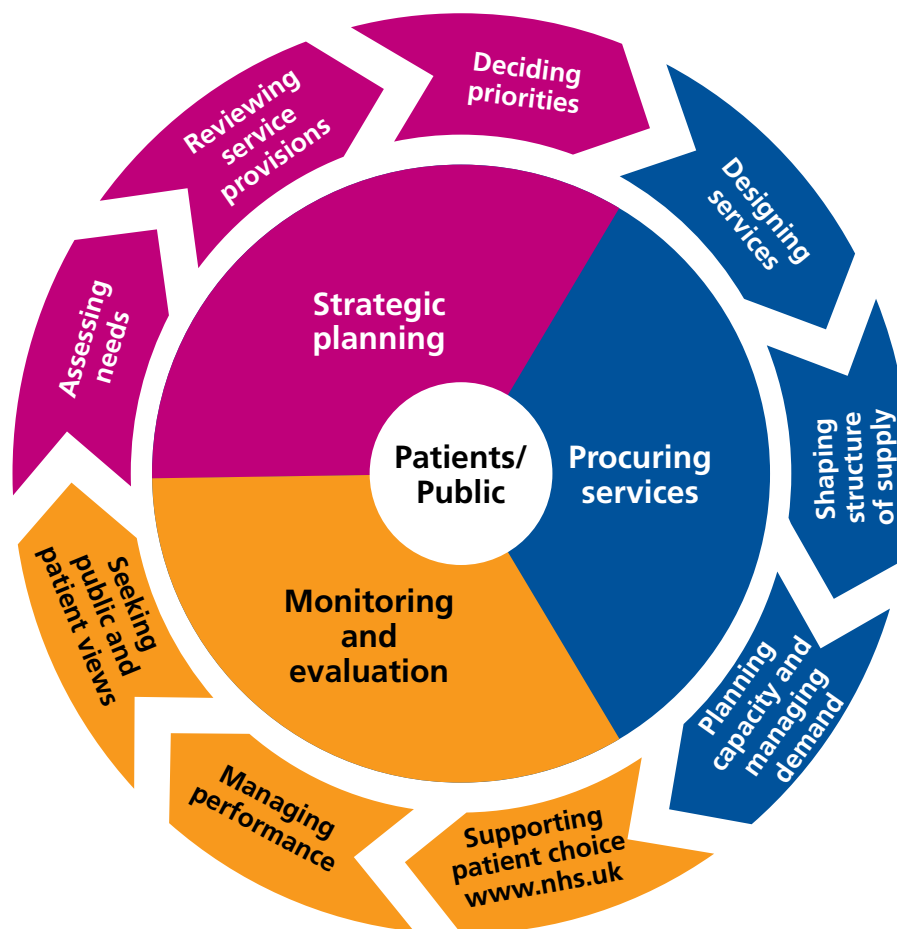 Deciding
priorities
Designing
services
Shaping
structure
of supply
Planning
capacity and
managing
demand
Supporting
patient choice
www.nhs.uk
Managing
performance
Seeking
public and
patient views
Assessing
needs
Reviewing
service
provisions
Strategic
planning
Procuring
services
Monitoring
and
evaluation
Patients/
Public